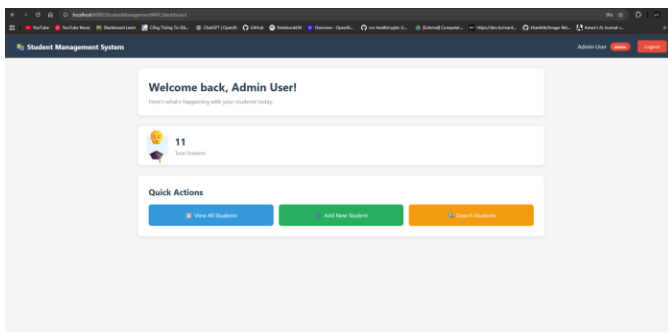 localhost:8080/StudentManagementMVC/dashboard
YouTube
YouTube Music
Blackboard Learn
ChatGPT | OpenAI
GitHub
NotebookLM
Student Management System
Admin User
admin
Logout
Welcome back, Admin User!
Here's what's happening with your students today.
11
Total Students
Quick Actions
View All Students
Add New Student
Search Students